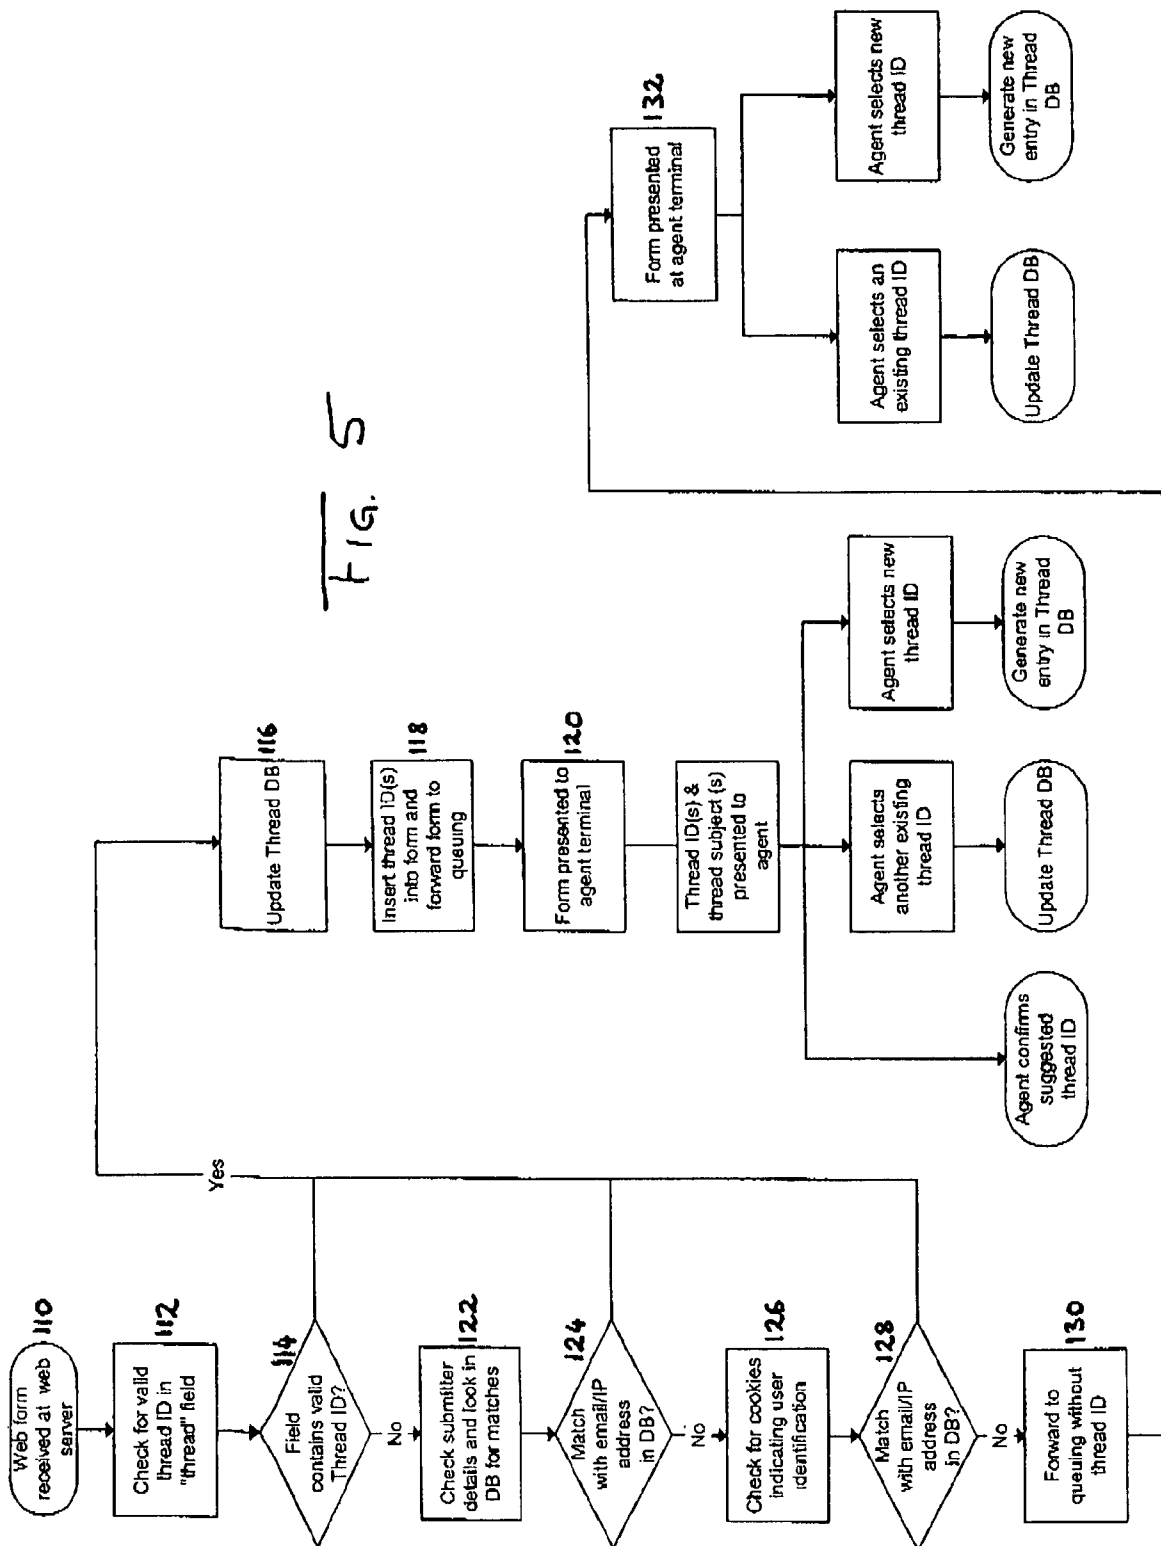 Web form
received at web
server
110
Check for valid
thread ID in
"thread" field
112
Field
contains valid
Thread ID?
114
No
Check submitter
details and look in
DB for matches
122
Match
with email/IP
address
in DB?
124
No
Check for cookies
indicating user
identification
126
Match
with email/IP
address
in DB?
128
No
Forward to
queuing without
thread ID
130
Yes
Update Thread DB
116
Insert thread ID(s)
into form and
forward form to
queuing
118
Form presented to
agent terminal
120
Thread ID(s) &
thread subject (s)
presented to
agent
Agent confirms
suggested
thread ID
Agent selects
another existing
thread ID
Update Thread DB
Agent selects new
thread ID
Generate new
entry in Thread
DB
FIG. 5
Form presented
at agent terminal
132
Agent selects an
existing thread ID
Update Thread DB
Agent selects new
thread ID
Generate new
entry in Thread
DB